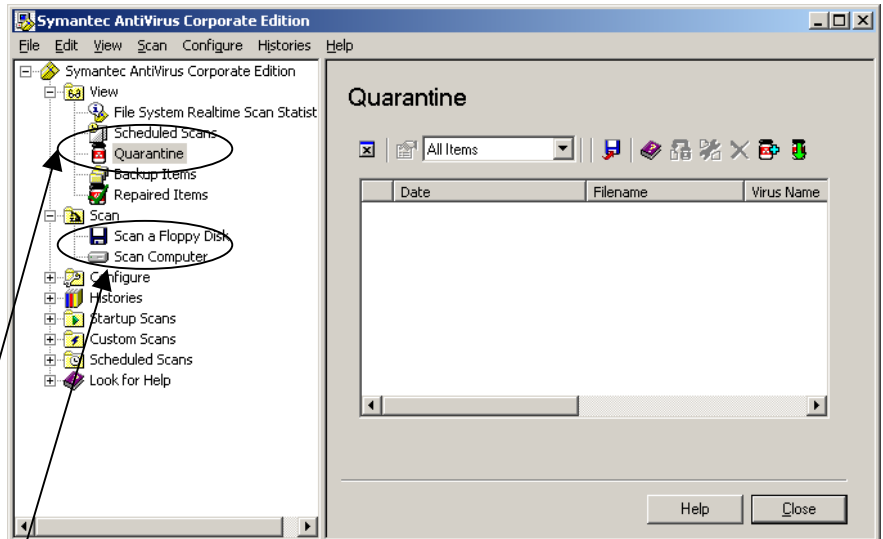 Symantec AntiVirus Corporate Edition
File Edit View Scan Configure Histories Help
Symantec AntiVirus Corporate Edition
View
File System Realtime Scan Statist
Scheduled Scans
Quarantine
Backup Items
Repaired Items
Scan
Scan a Floppy Disk
Scan Computer
Configure
Histories
Startup Scans
Custom Scans
Scheduled Scans
Look for Help
Quarantine
All Items
Date Filename Virus Name
Help Close